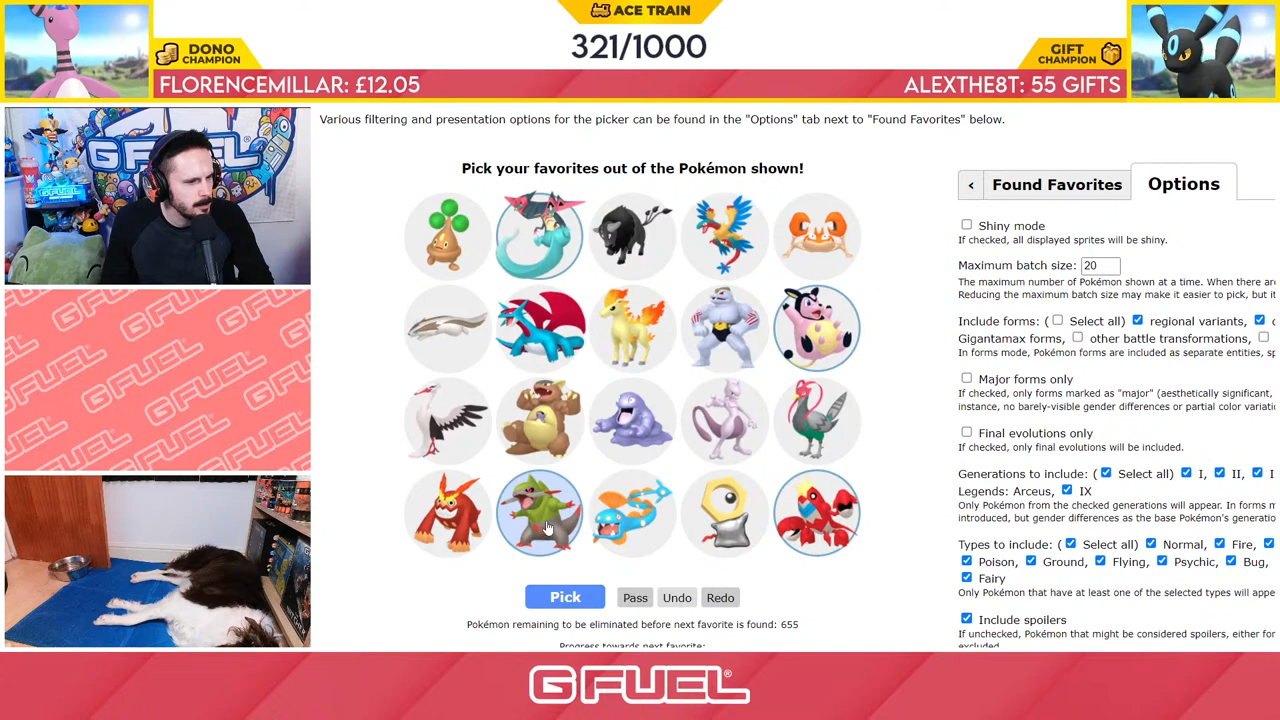 ACE TRAIN
321/1000
DONO
CHAMPION
GIFT
CHAMPION
FLORENCEMILLAR: £12.05
ALEXTHE8T: 55 GIFTS
Various filtering and presentation options for the picker can be found in the "Options" tab next to "Found Favorites" below.
Pick your favorites out of the Pokémon shown!
<
Found Favorites
Options
Shiny mode
If checked, all displayed sprites will be shiny.
Maximum batch size: 20
The maximum number of Pokémon shown at a time. When there are
Reducing the maximum batch size may make it easier to pick, but it
Include forms: ( Select all) regional variants,
Gigantamax forms, other battle transformations,
In forms mode, Pokémon forms are included as separate entities, sp
Major forms only
If checked, only forms marked as "major" (aesthetically significant,
instance, no barely-visible gender differences or partial color variatio
Final evolutions only
If checked, only final evolutions will be included.
Generations to include: ( Select all) I, II, I
Legends: Arceus, IX
Only Pokémon from the checked generations will appear. In forms m
introduced, but gender differences as the base Pokémon's generatio
Types to include: ( Select all) Normal, Fire,
Poison, Ground, Flying, Psychic, Bug,
Fairy
Only Pokémon that have at least one of the selected types will appe
Include spoilers
If unchecked, Pokémon that might be considered spoilers, either for
excluded.
Pick
Pass
Undo
Redo
Pokémon remaining to be eliminated before next favorite is found: 655
Progress towards next favorite:
G FUEL
G FUEL